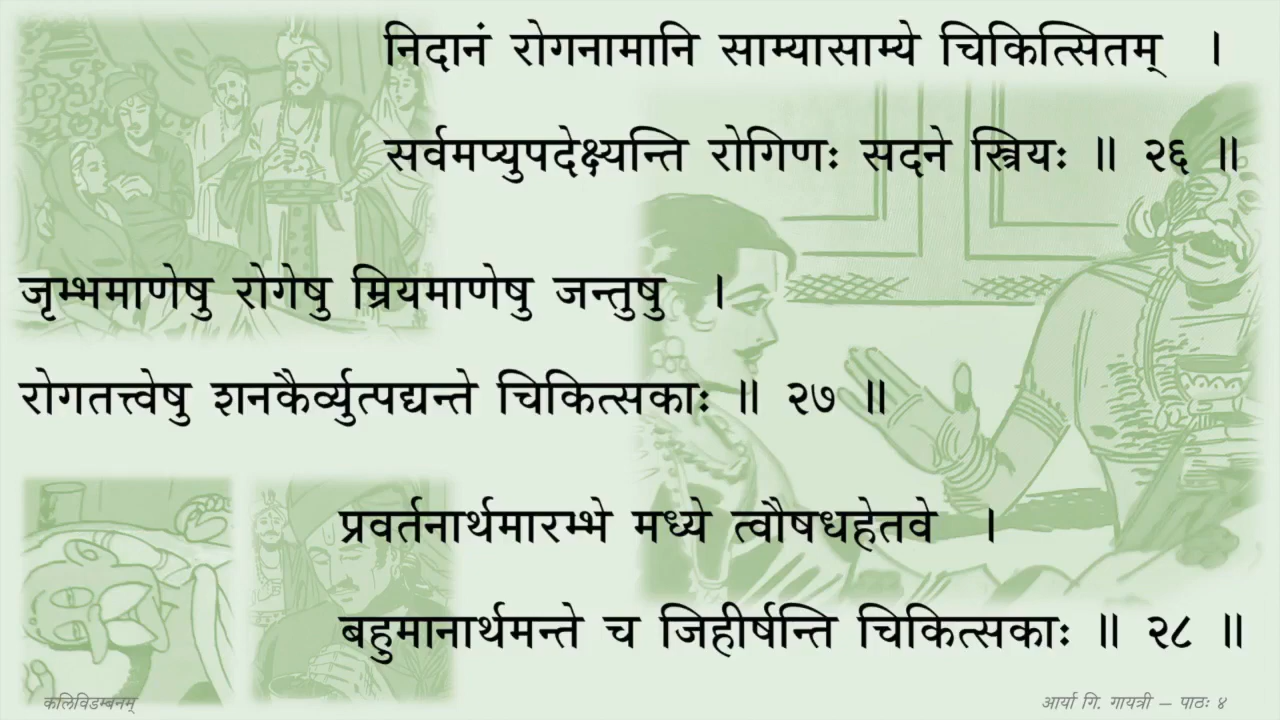 निदानं रोगनामानि साम्यासाम्ये चिकित्सितम् ।
सर्वमप्युपदेक्ष्यन्ति रोगिणः सदने स्त्रियः ॥ २६ ॥
जृम्भमाणेषु रोगेषु म्रियमाणेषु जन्तुषु ।
रोगतत्त्वेषु शनकैर्व्युत्पद्यन्ते चिकित्सकाः ॥ २७ ॥
प्रवर्तनार्थमारम्भे मध्ये त्वौषधहेतवे ।
बहुमानार्थमन्ते च जिहीर्षन्ति चिकित्सकाः ॥ २८ ॥
कलिविडम्बनम्
आर्या गि. गायत्री – पाठः ४